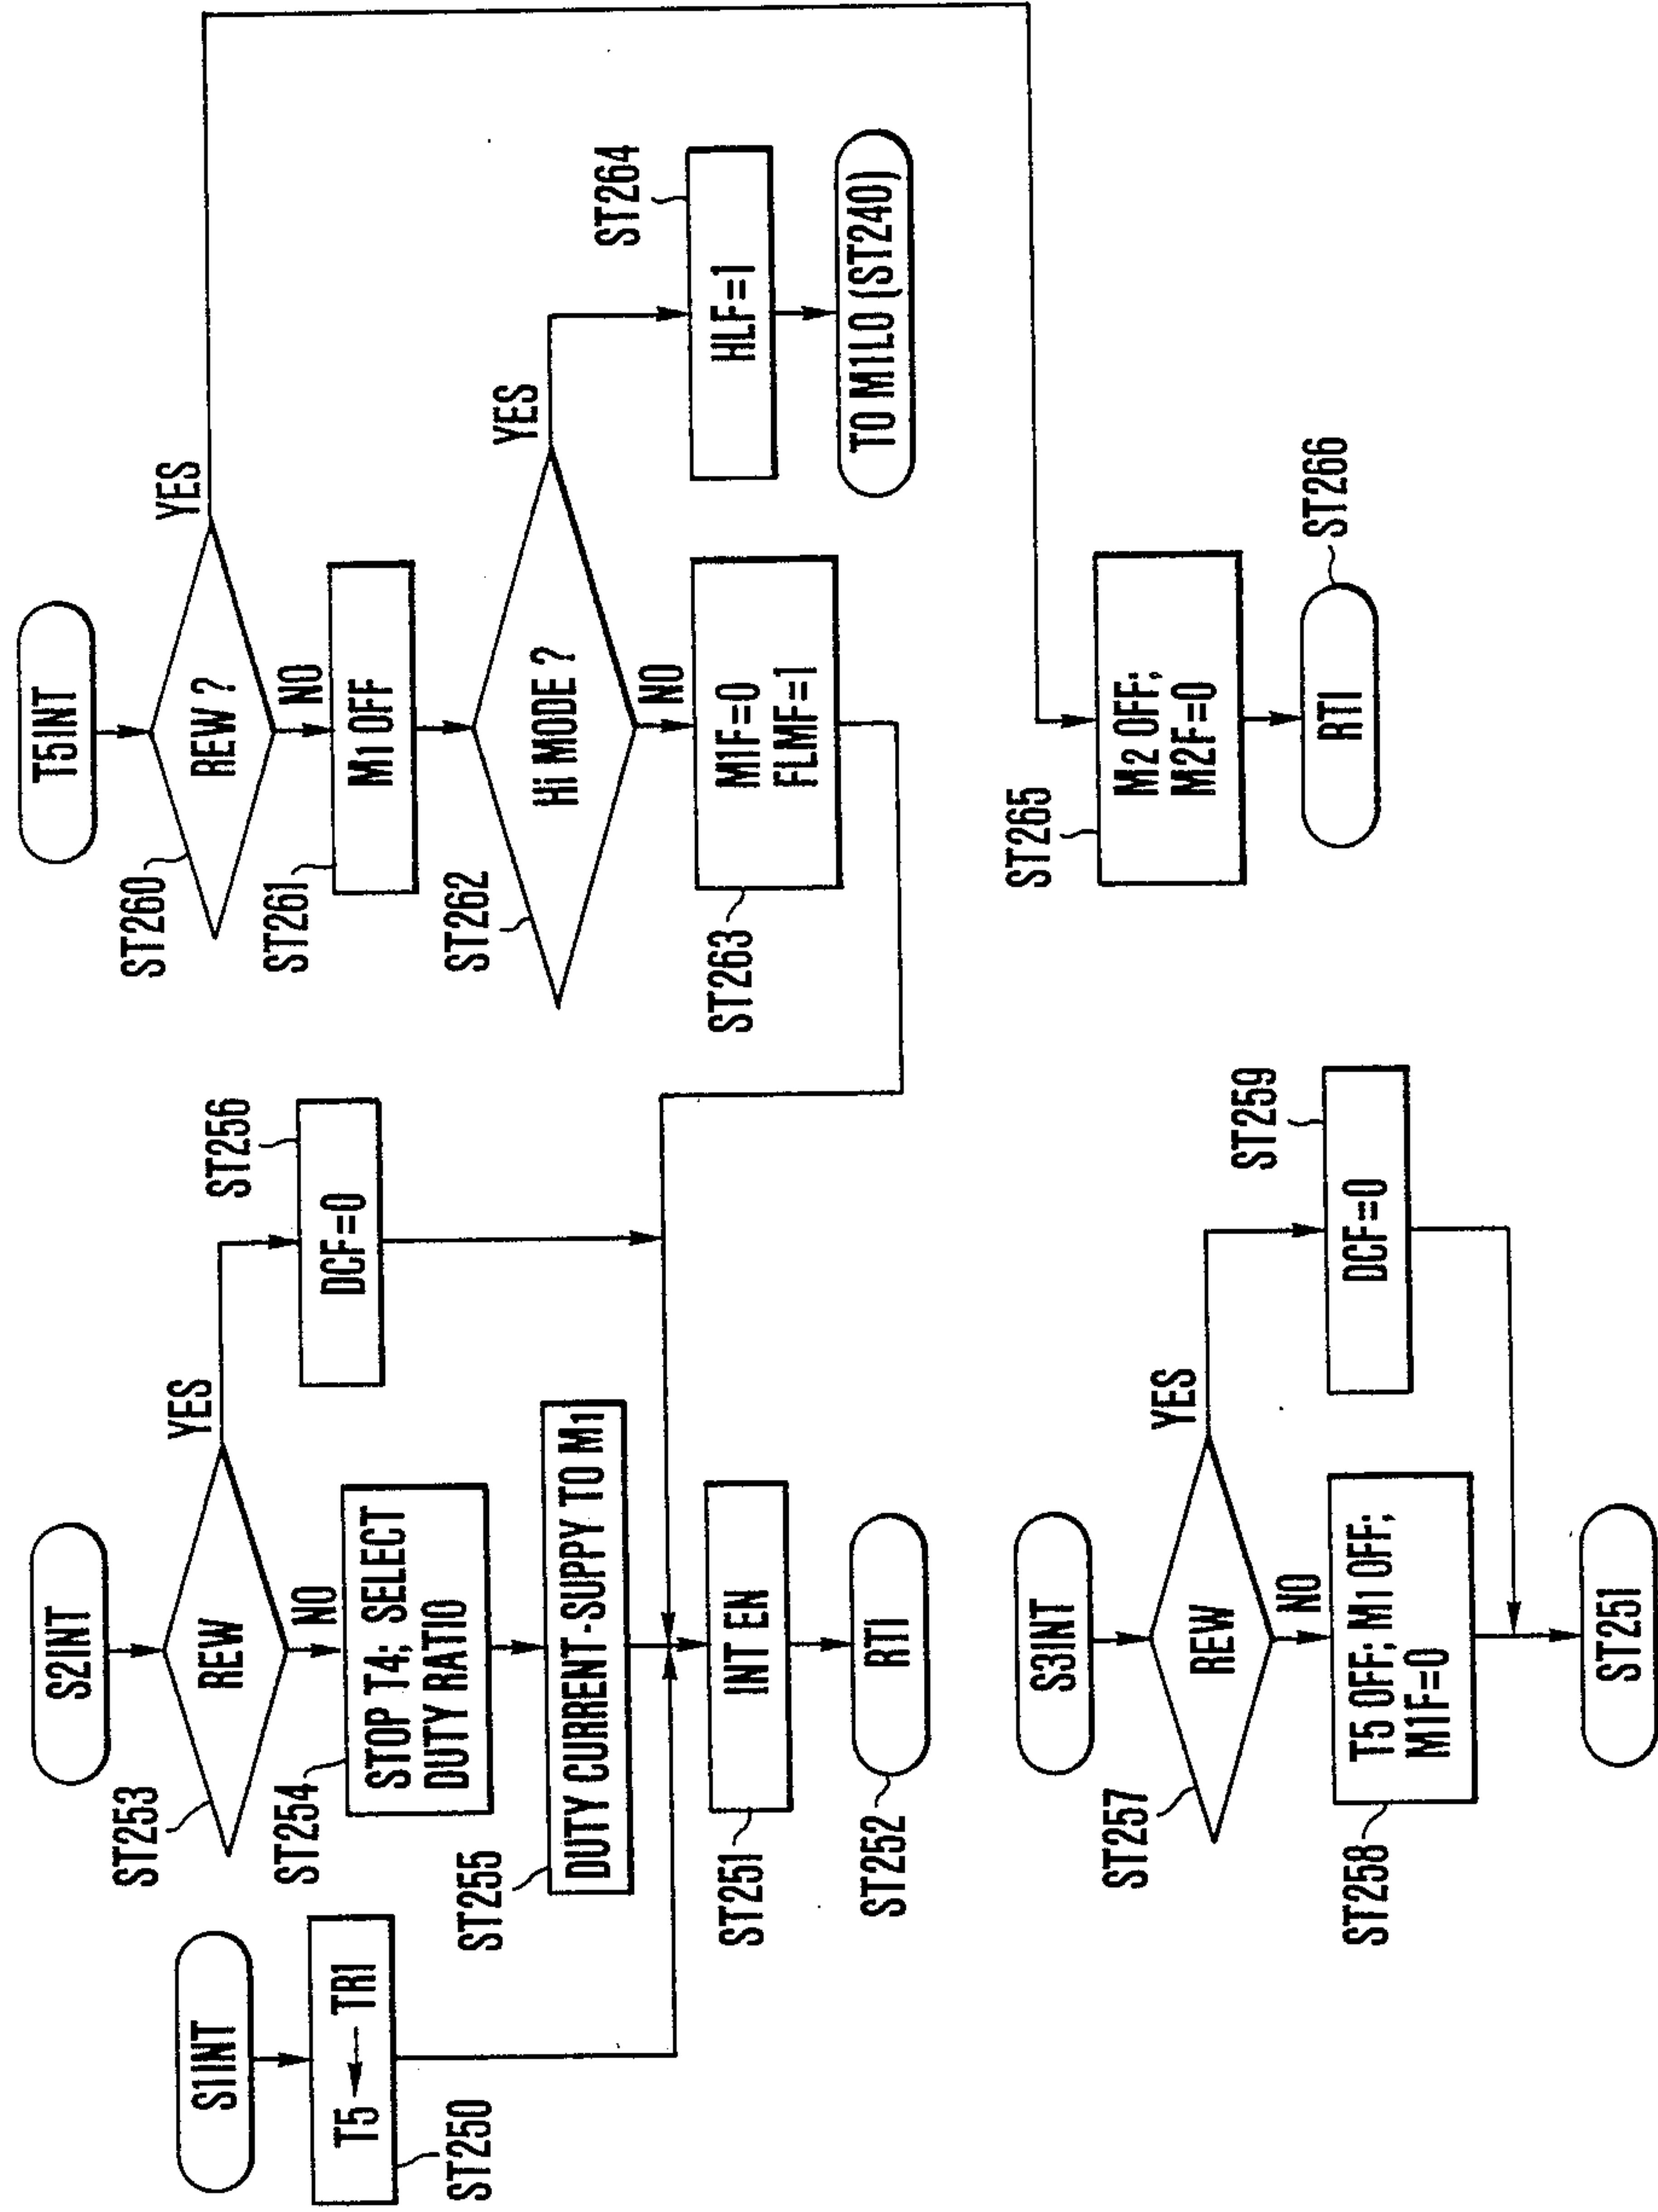 S1INT
T5 ← TR1
ST250
S2INT
ST253
REW
YES
NO
ST254
STOP T4; SELECT
DUTY RATIO
ST255
DUTY CURRENT-SUPPY TO M1
ST256
DCF=0
ST251
INT EN
ST252
RTI
S3INT
ST257
REW
YES
NO
ST258
T5 OFF; M1 OFF;
M1F=0
ST259
DCF=0
ST251
T5INT
ST260
REW ?
YES
NO
ST261
M1 OFF
ST262
Hi MODE ?
YES
NO
ST263
M1F=0
FLMF=1
ST264
HLF=1
TO M1LO (ST240)
ST265
M2 OFF;
M2F=0
ST266
RTI